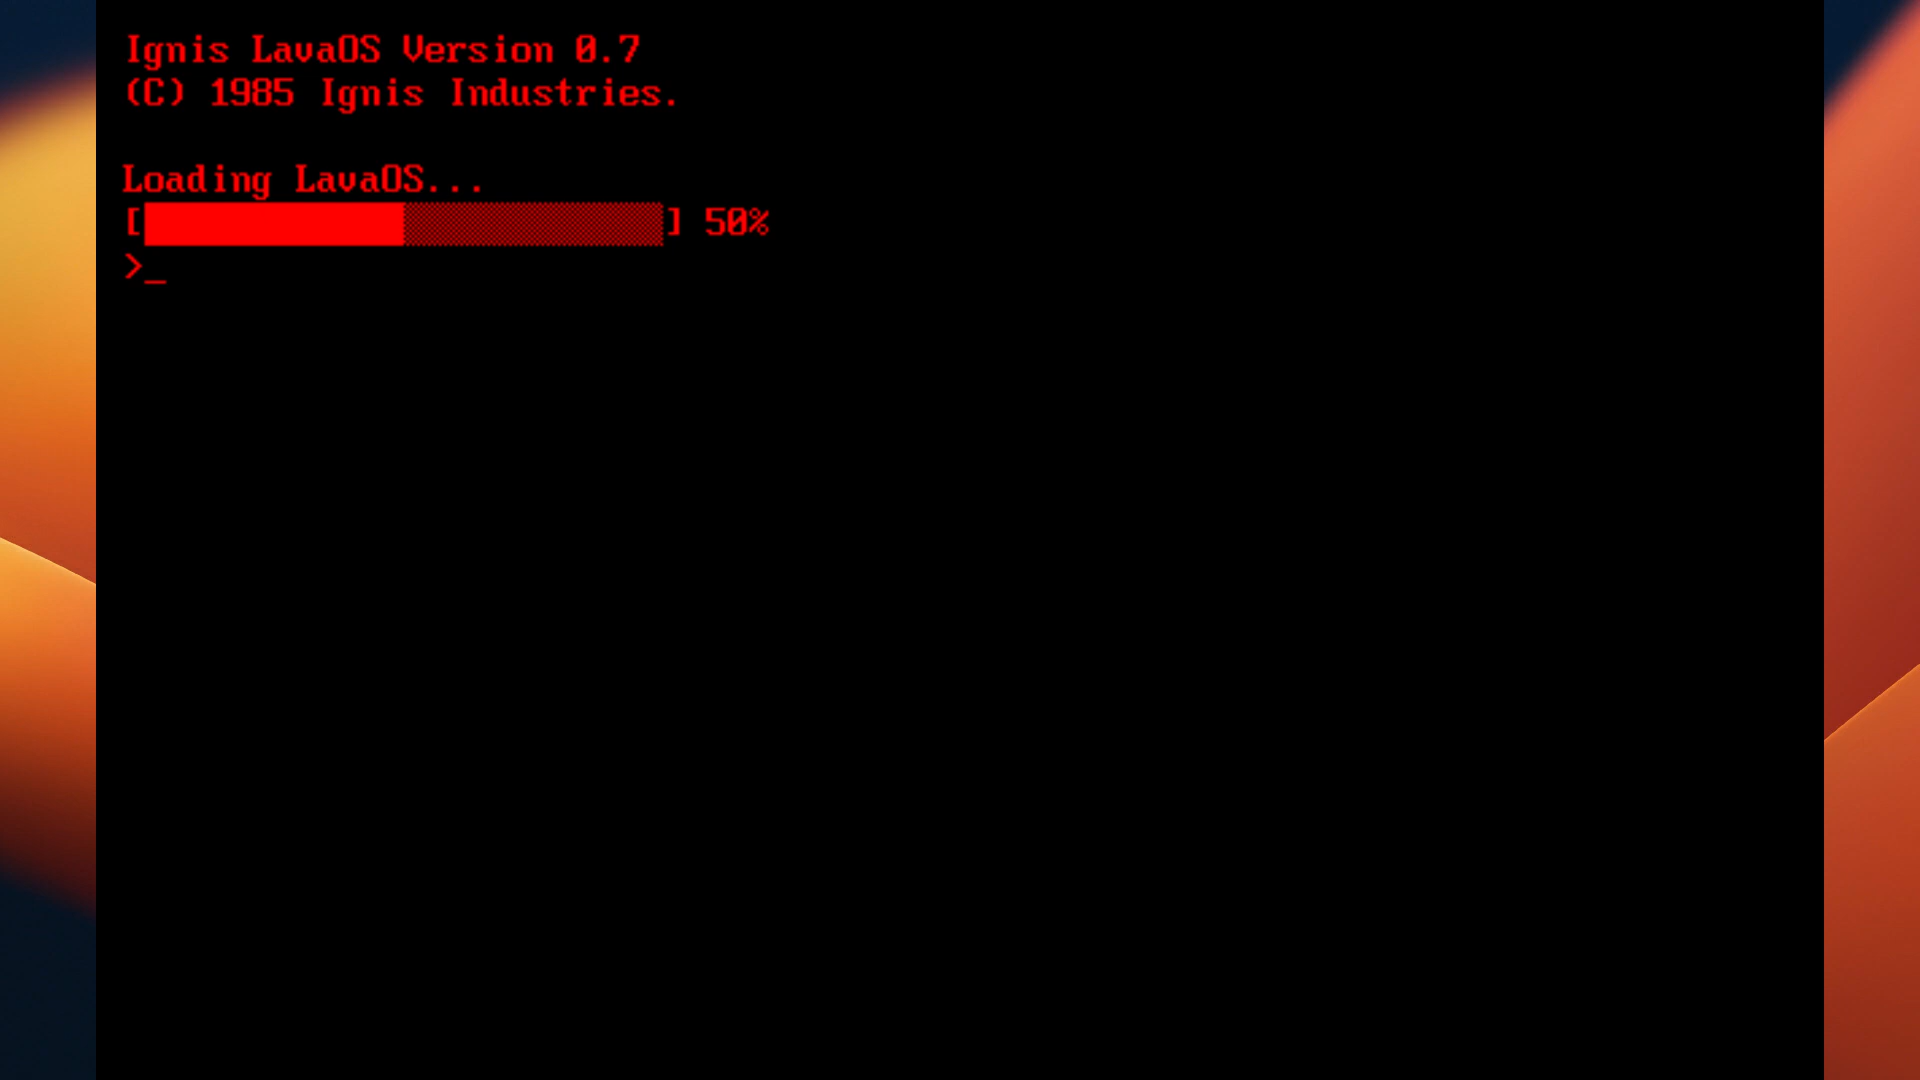 Ignis LavaOS Version 0.7
(C) 1985 Ignis Industries.
Loading LavaOS...
[] 50%
>_